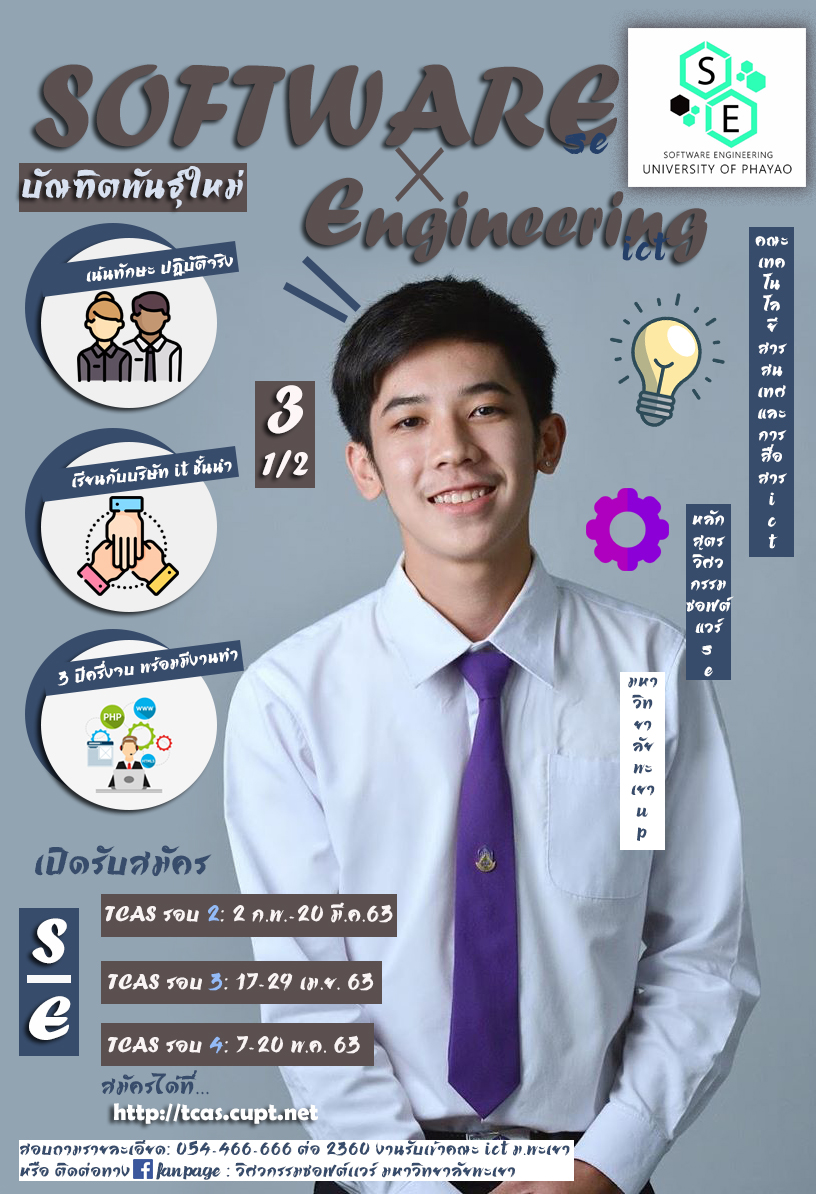 SOFTWARE
se
×
Engineering
ict
S
E
SOFTWARE ENGINEERING
UNIVERSITY OF PHAYAO
บัณฑิตพันธุ์ใหม่
เน้นทักษะ ปฏิบัติจริง
เรียนกับบริษัท it ชั้นนำ
3 ปีครึ่งจบ พร้อมมีงานทำ
PHP
WWW
HTML5
3
1/2
คณะ
เทค
โน
โล
ยี
สาร
สน
เทศ
และ
การ
สื่อ
สาร
i
c
t
หลัก
สูตร
วิศว
กรรม
ซอฟต์
แวร์
s
e
มหา
วิท
ยา
ลัย
พะ
เยา
u
p
เปิดรับสมัคร
S
e
TCAS รอบ 2: 2 ก.พ.-20 มี.ค.63
TCAS รอบ 3: 17-29 เม.ย. 63
TCAS รอบ 4: 7-20 พ.ค. 63
สมัครได้ที่...
http://tcas.cupt.net
สอบถามรายละเอียด: 054-466-666 ต่อ 2360 งานรับเข้าคณะ ict ม.พะเยา
หรือ ติดต่อทาง f fanpage : วิศวกรรมซอฟต์แวร์ มหาวิทยาลัยพะเยา